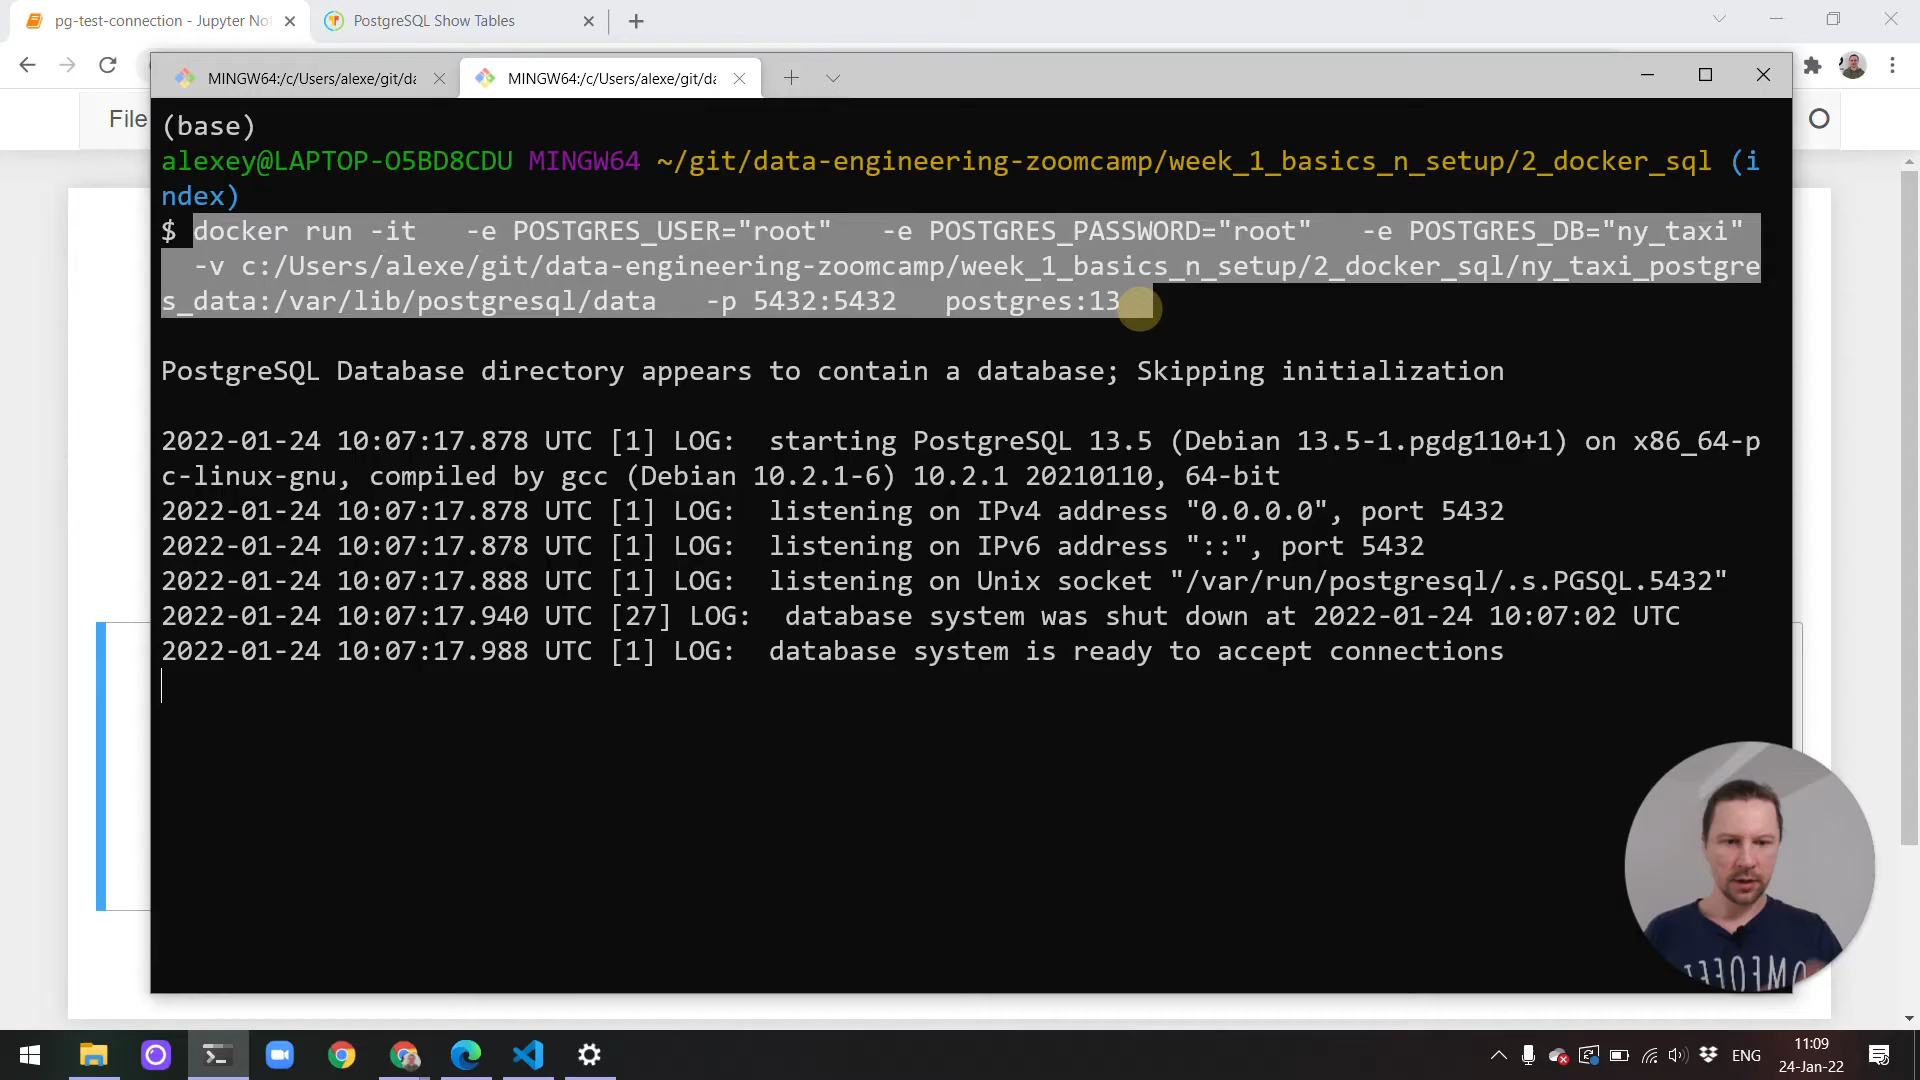 pg-test-connection - Jupyter No
PostgreSQL Show Tables
MINGW64:/c/Users/alexe/git/da
MINGW64:/c/Users/alexe/git/da
File
(base)
alexey@LAPTOP-O5BD8CDU MINGW64 ~/git/data-engineering-zoomcamp/week_1_basics_n_setup/2_docker_sql (i
ndex)
$ docker run -it   -e POSTGRES_USER="root"   -e POSTGRES_PASSWORD="root"   -e POSTGRES_DB="ny_taxi"
  -v c:/Users/alexe/git/data-engineering-zoomcamp/week_1_basics_n_setup/2_docker_sql/ny_taxi_postgre
s_data:/var/lib/postgresql/data   -p 5432:5432   postgres:13
PostgreSQL Database directory appears to contain a database; Skipping initialization
2022-01-24 10:07:17.878 UTC [1] LOG:  starting PostgreSQL 13.5 (Debian 13.5-1.pgdg110+1) on x86_64-p
c-linux-gnu, compiled by gcc (Debian 10.2.1-6) 10.2.1 20210110, 64-bit
2022-01-24 10:07:17.878 UTC [1] LOG:  listening on IPv4 address "0.0.0.0", port 5432
2022-01-24 10:07:17.878 UTC [1] LOG:  listening on IPv6 address "::", port 5432
2022-01-24 10:07:17.888 UTC [1] LOG:  listening on Unix socket "/var/run/postgresql/.s.PGSQL.5432"
2022-01-24 10:07:17.940 UTC [27] LOG:  database system was shut down at 2022-01-24 10:07:02 UTC
2022-01-24 10:07:17.988 UTC [1] LOG:  database system is ready to accept connections
ENG
11:09
24-Jan-22